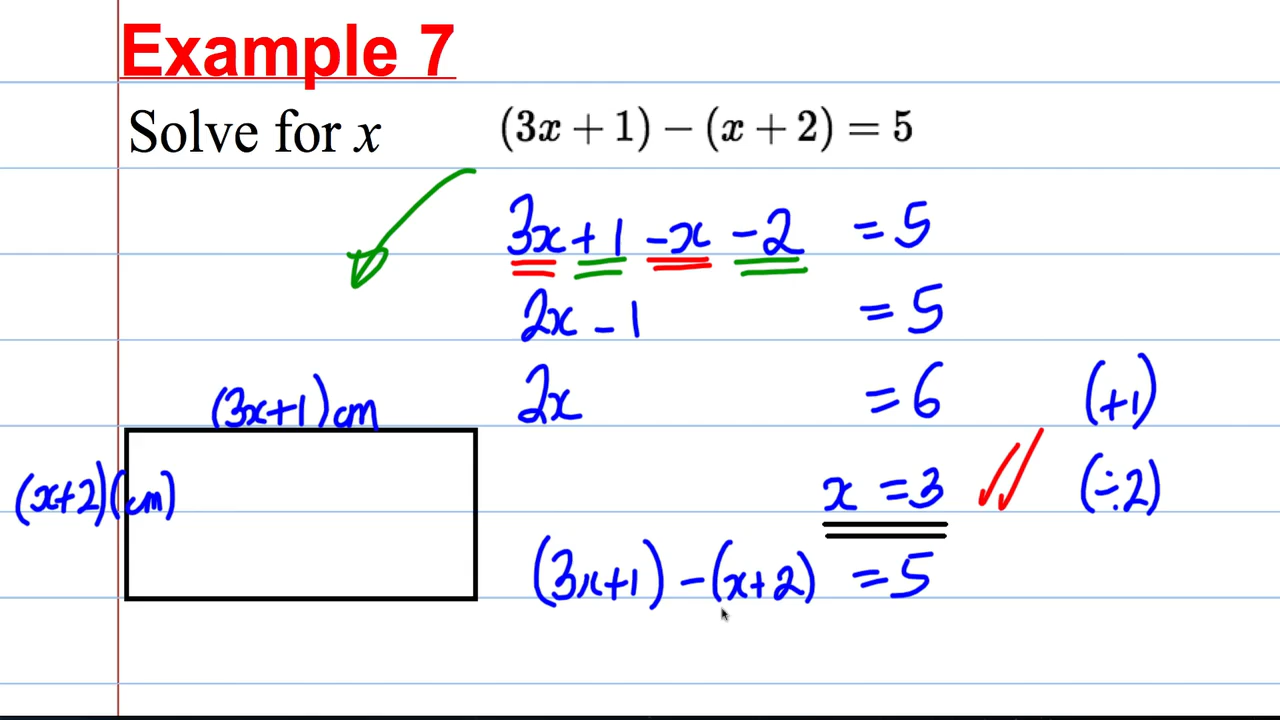 Example 7
Solve for x (3x + 1) − (x + 2) = 5
3x + 1 − x − 2 = 5
2x − 1 = 5
2x = 6 (+1)
(3x+1)cm
(x+2)(cm)
x = 3 (÷2)
(3x+1) − (x+2) = 5